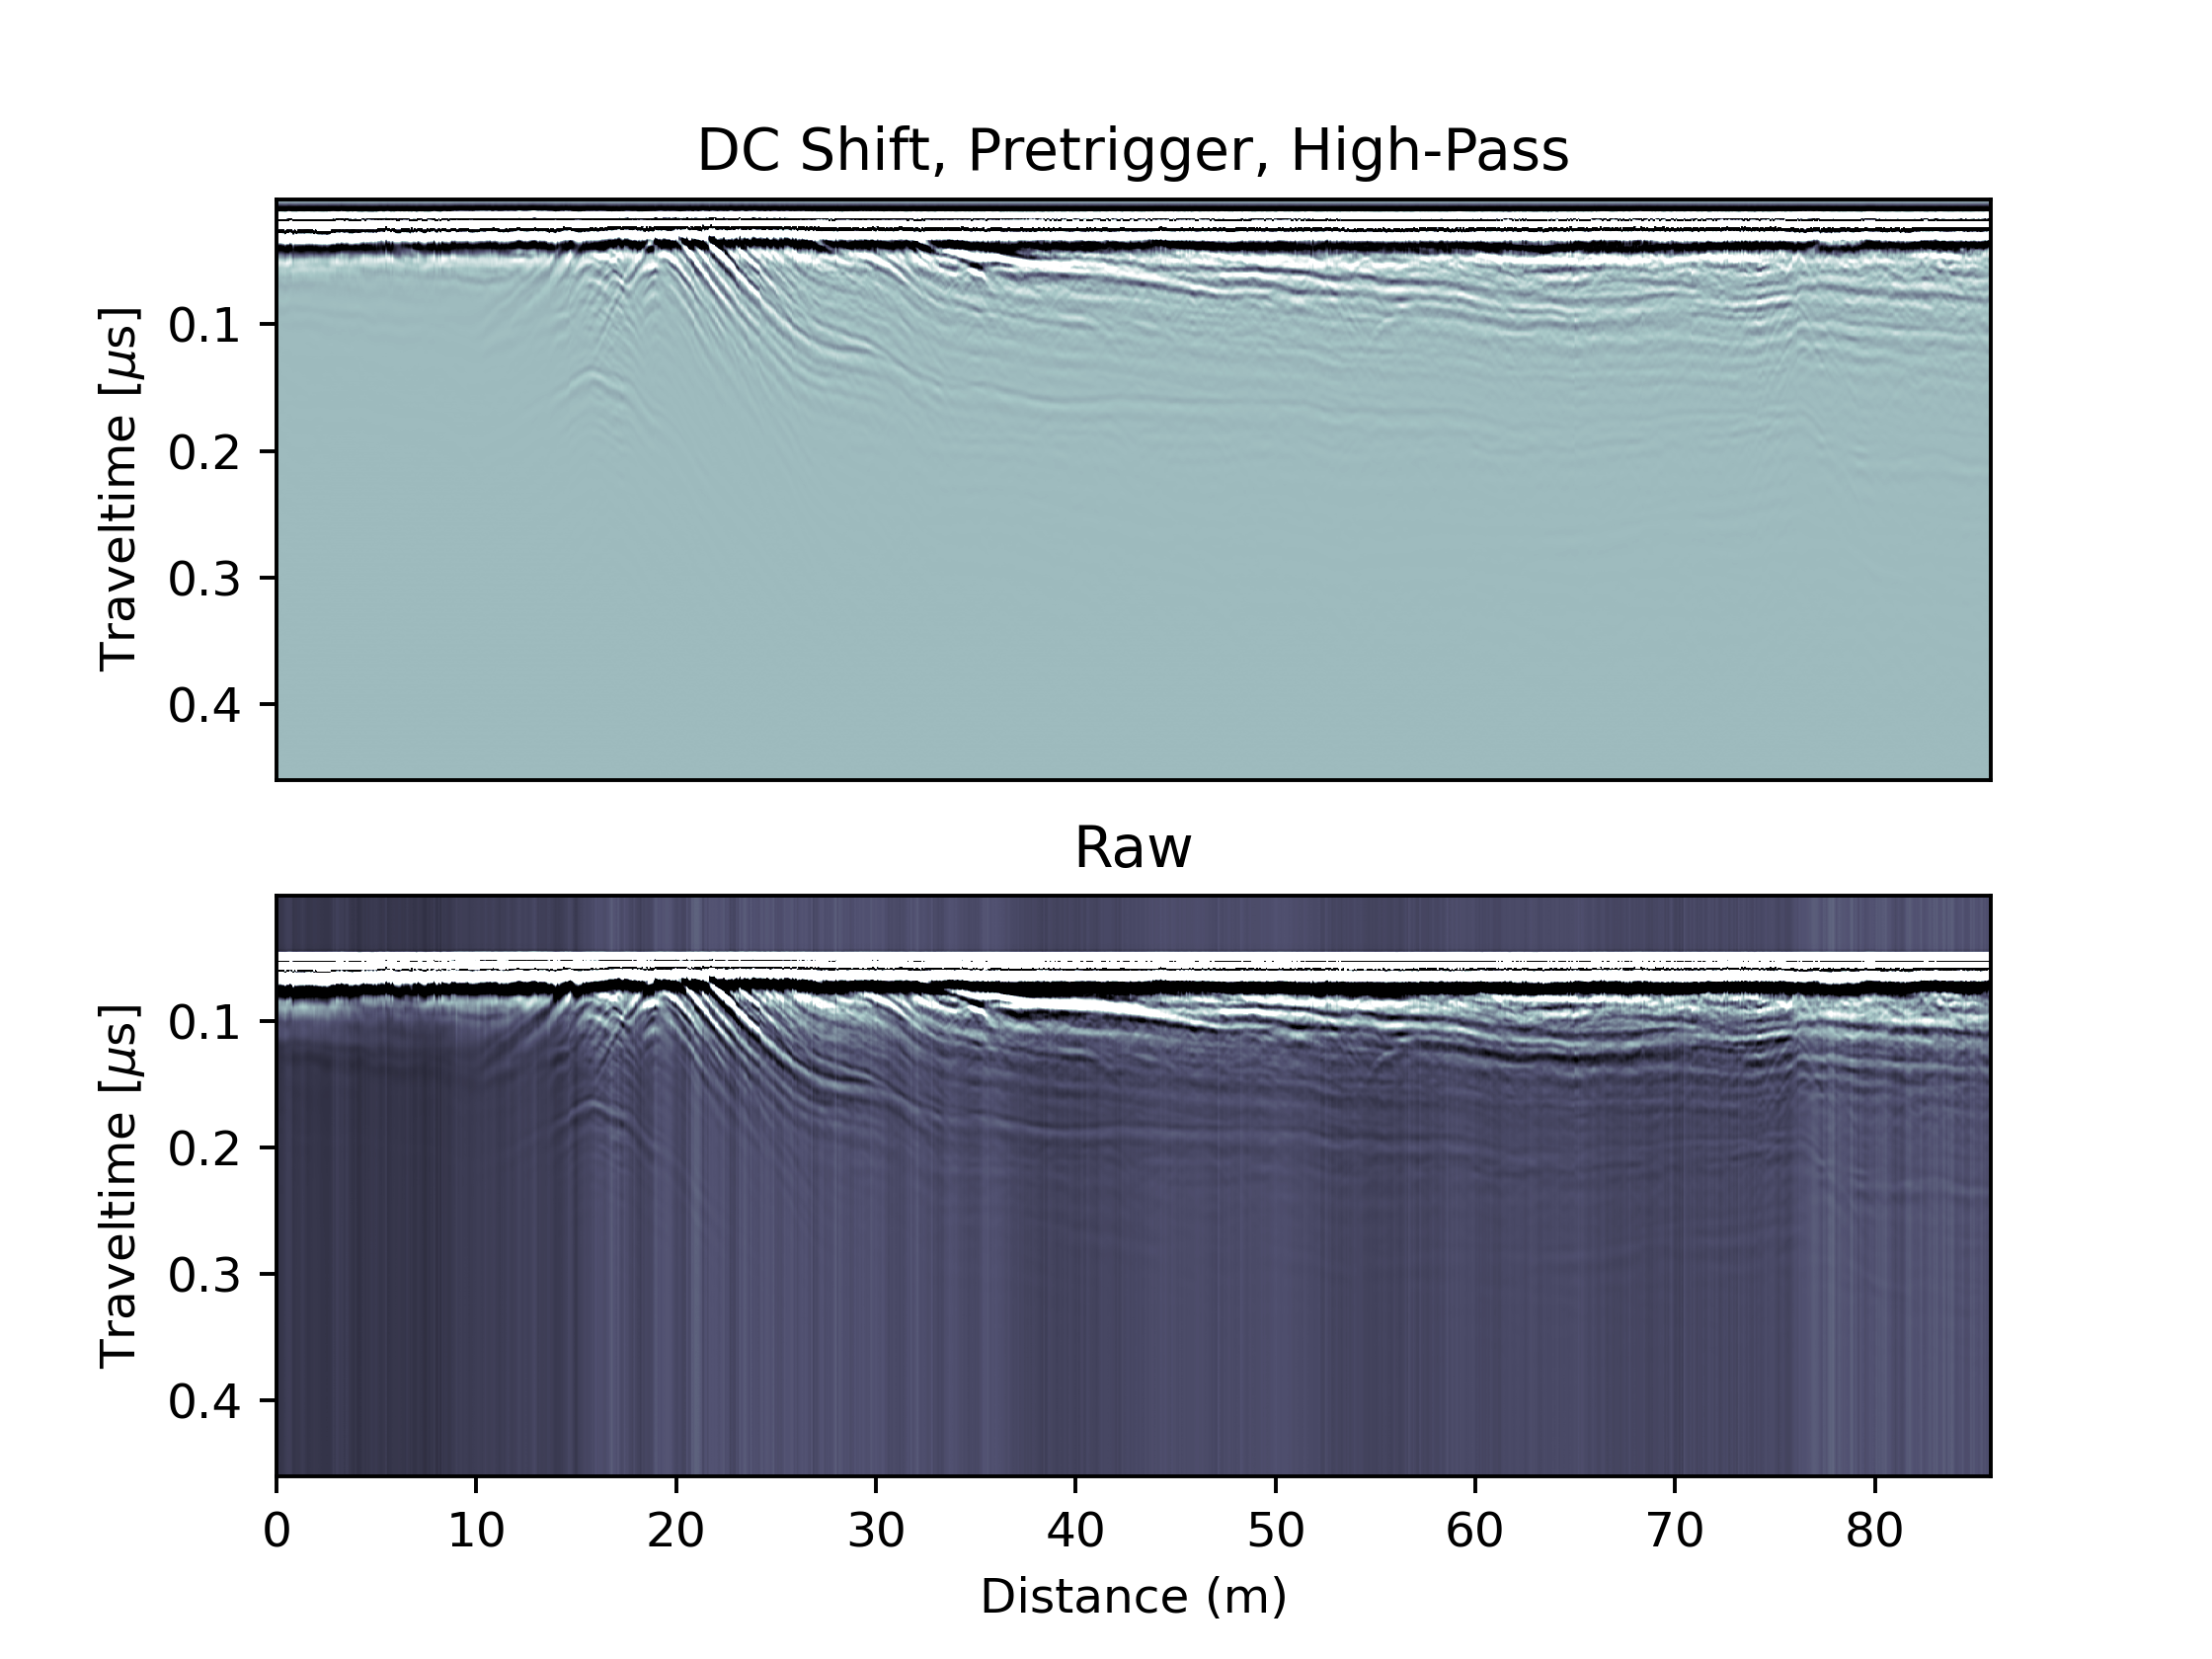 DC Shift, Pretrigger, High-Pass
Traveltime [μs]
0.1
0.2
0.3
0.4
Raw
Traveltime [μs]
0.1
0.2
0.3
0.4
0 10 20 30 40 50 60 70 80
Distance (m)